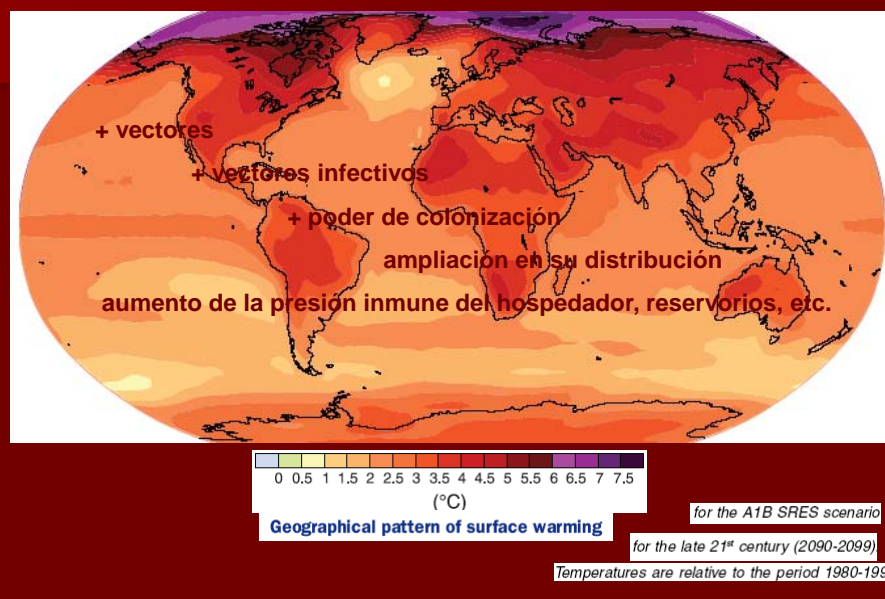 + vectores
+ vectores infectivos
+ poder de colonización
ampliación en su distribución
aumento de la presión inmune del hospedador, reservorios, etc.
0 0.5 1 1.5 2 2.5 3 3.5 4 4.5 5 5.5 6 6.5 7 7.5
(°C)
Geographical pattern of surface warming
for the A1B SRES scenario
for the late 21st century (2090-2099)
Temperatures are relative to the period 1980-199